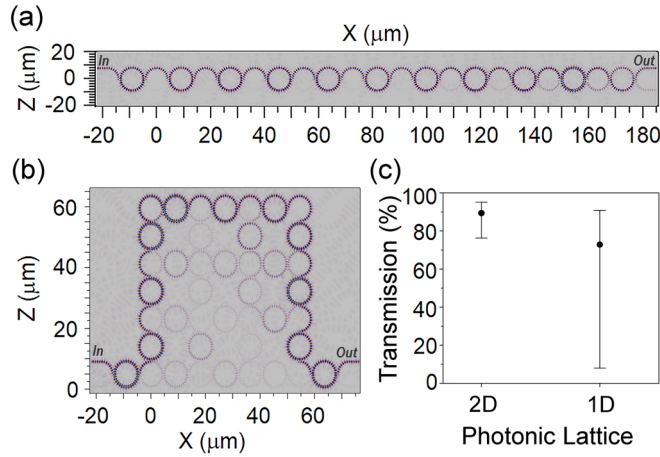 (a)
X (μm)
Z (μm)
20
0
-20
In
Out
-20 0 20 40 60 80 100 120 140 160 180
(b)
Z (μm)
60
40
20
0
In
Out
-20 0 20 40 60
X (μm)
(c)
Transmission (%)
100
80
60
40
20
0
2D 1D
Photonic Lattice